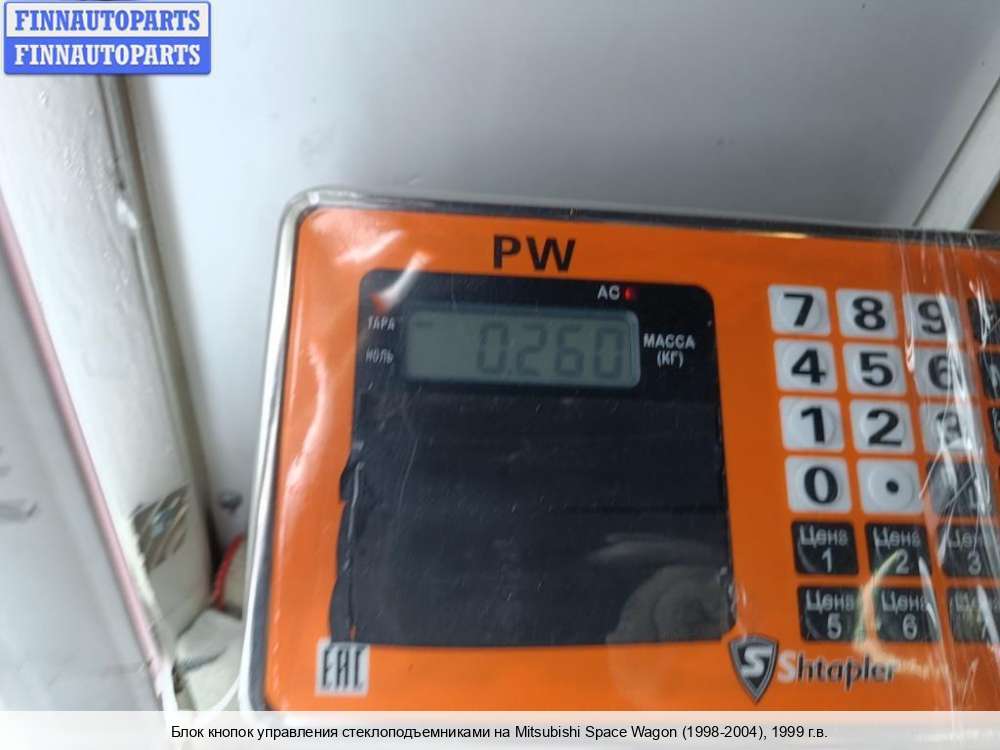 FINNAUTOPARTS
FINNAUTOPARTS
PW
AC
ТАРА
НОЛЬ
0.260
МАССА
(КГ)
7 8 9
4 5 6
1 2 3
0 .
Цена 1
Цена 2
Цена 3
Цена 5
Цена 6
EAC
Shtapler
Блок кнопок управления стеклоподъемниками на Mitsubishi Space Wagon (1998-2004), 1999 г.в.